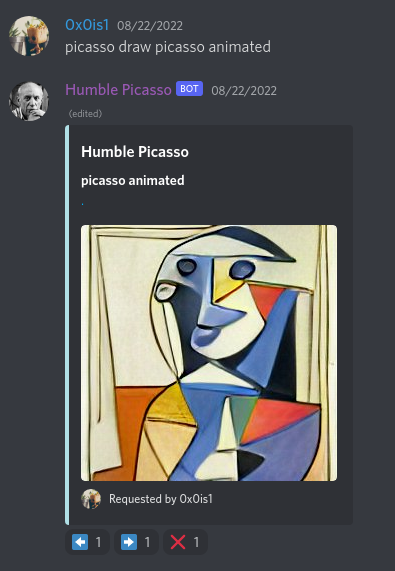 0x0is1 08/22/2022
picasso draw picasso animated
Humble Picasso BOT 08/22/2022
(edited)
Humble Picasso
picasso animated
.
Requested by 0x0is1
1 1 1